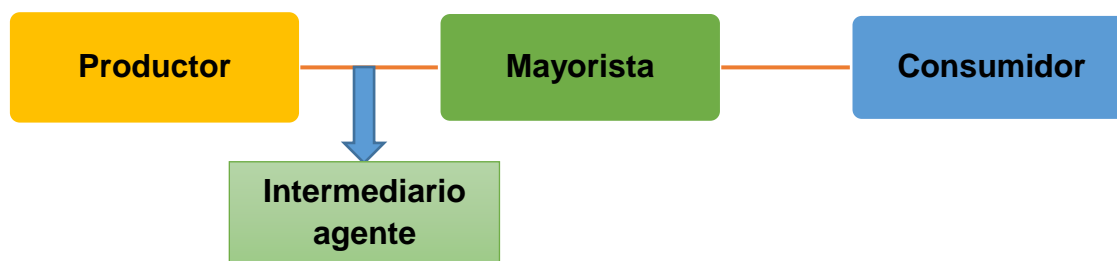 Productor
Mayorista
Consumidor
Intermediario
agente